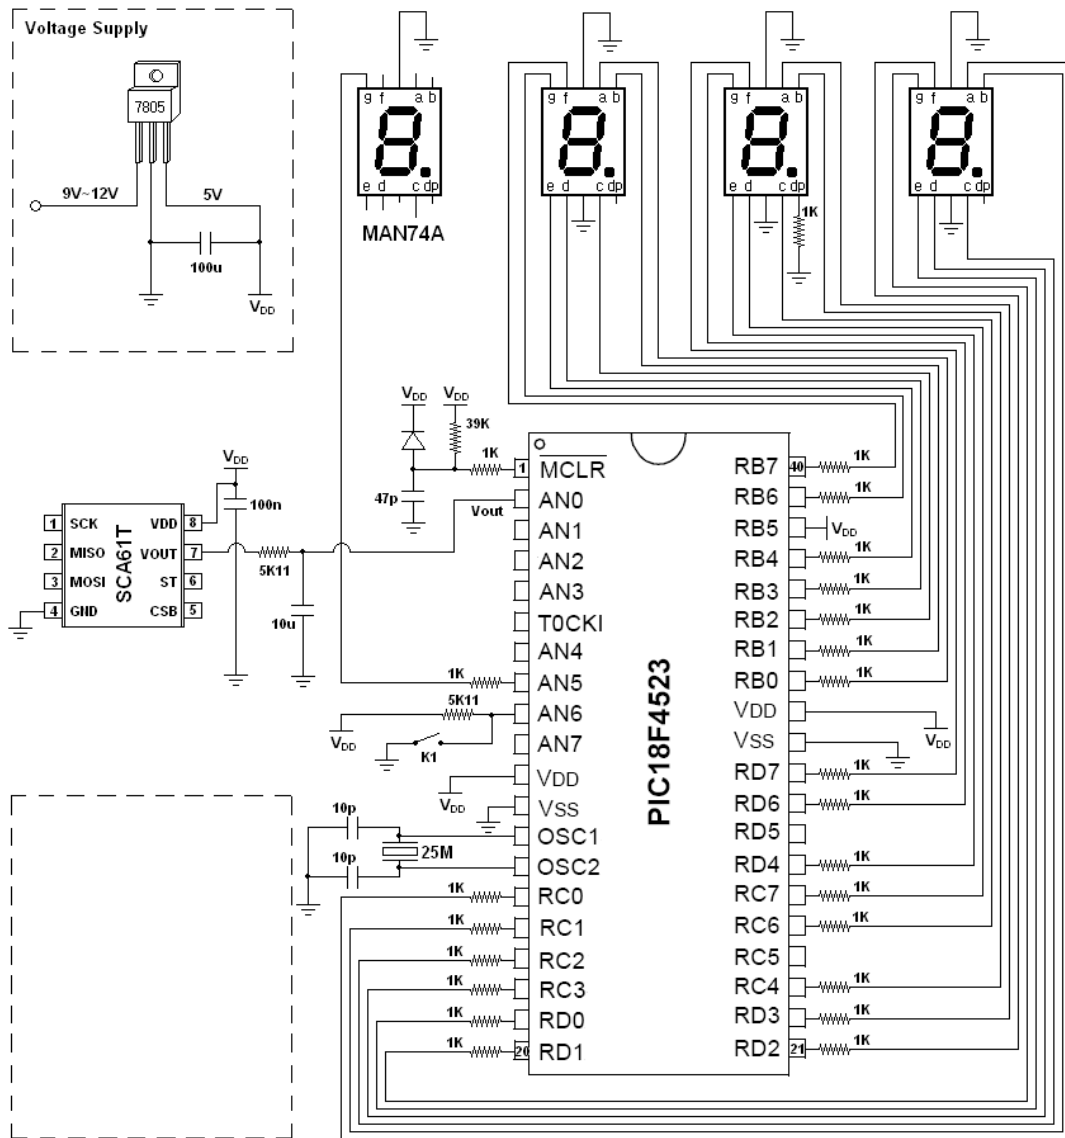 Voltage Supply
7805
9V~12V
5V
100u
VDD
g f a b
e d c dp
MAN74A
g f a b
e d c dp
g f a b
e d c dp
1K
g f a b
e d c dp
VDD
VDD
39K
1K
47p
Vout
VDD
100n
1 SCK
2 MISO
3 MOSI
4 GND
SCA61T
VDD 8
VOUT 7
ST 6
CSB 5
5K11
10u
1K
5K11
VDD
K1
VDD
10p
10p
25M
1K
1K
1K
1K
1K
1K
1 MCLR
AN0
AN1
AN2
AN3
T0CKI
AN4
AN5
AN6
AN7
VDD
VSS
OSC1
OSC2
RC0
RC1
RC2
RC3
RD0
20 RD1
PIC18F4523
RB7 40 1K
RB6 1K
RB5 VDD
RB4 1K
RB3 1K
RB2 1K
RB1 1K
RB0 1K
VDD VDD
VSS
RD7 1K
RD6 1K
RD5
RD4 1K
RC7 1K
RC6 1K
RC5
RC4 1K
RD3 1K
RD2 21 1K